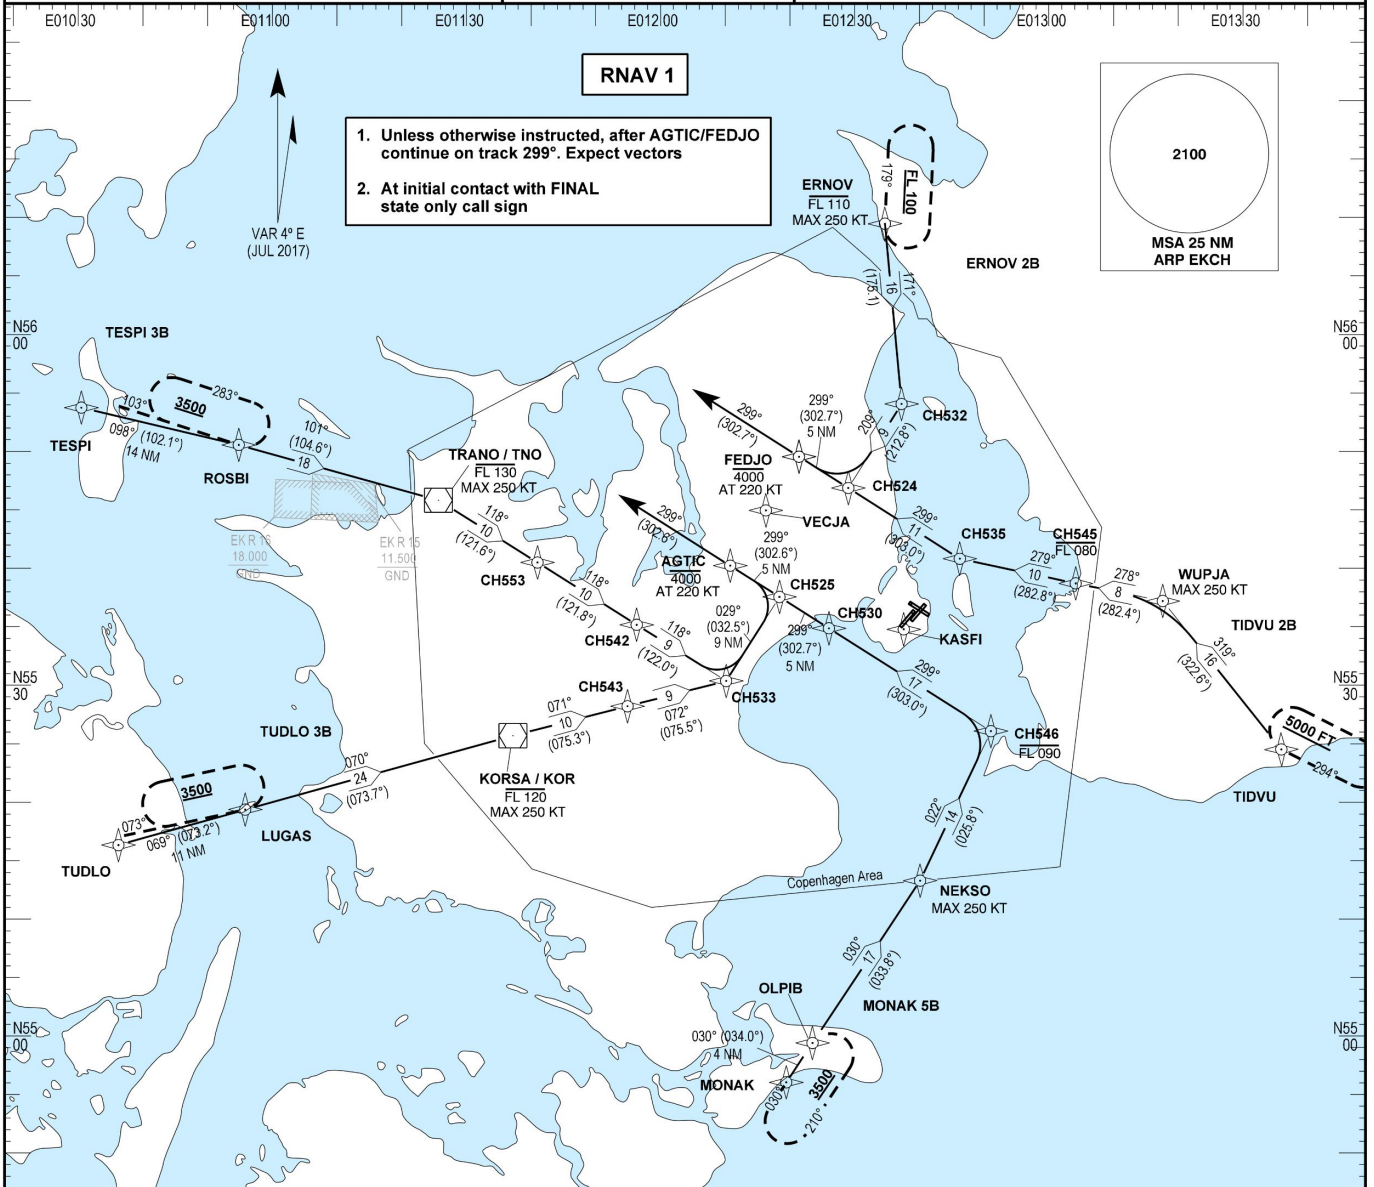 E010:30
E011:00
E011:30
E012:00
E012:30
E013:00
E013:30
RNAV 1
1. Unless otherwise instructed, after AGTIC/FEDJO
continue on track 299°. Expect vectors
2. At initial contact with FINAL
state only call sign
VAR 4° E
(JUL 2017)
2100
MSA 25 NM
ARP EKCH
ERNOV
FL 110
MAX 250 KT
179°
FL 100
ERNOV 2B
171°
16
(175.1)
N56
00
N56
00
TESPI 3B
103°
3500
283°
TESPI
098° (102.1°)
14 NM
ROSBI
101°
(104.6°)
18
TRANO / TNO
FL 130
MAX 250 KT
EK R 16
18.000
GND
EK R 15
11.500
GND
299°
(302.7°)
299°
(302.7°)
5 NM
209°
9
(212.8°)
CH532
FEDJO
4000
AT 220 KT
CH524
VECJA
299°
11
(303.0°)
CH535
CH545
FL 080
279°
10
(282.8°)
278°
8
(282.4°)
WUPJA
MAX 250 KT
TIDVU 2B
319°
16
(322.6°)
118°
10
(121.6°)
CH553
118°
10
(121.8°)
CH542
118°
9
(122.0°)
299°
(302.6°)
AGTIC
4000
AT 220 KT
299°
(302.6°)
5 NM
CH525
029°
(032.5°)
9 NM
CH530
299°
(302.7°)
5 NM
KASFI
299°
17
(303.0°)
N55
30
N55
30
CH543
CH533
071°
10
(075.3°)
9
072°
(075.5°)
TUDLO 3B
070°
24
(073.7°)
KORSA / KOR
FL 120
MAX 250 KT
CH546
FL 090
5000 FT
294°
TIDVU
3500
073°
069° (073.2°)
11 NM
LUGAS
TUDLO
022°
14
(025.8°)
Copenhagen Area
NEKSO
MAX 250 KT
030°
17
(033.8°)
OLPIB
MONAK 5B
N55
00
N55
00
030° (034.0°)
4 NM
MONAK
030°
3500
210°